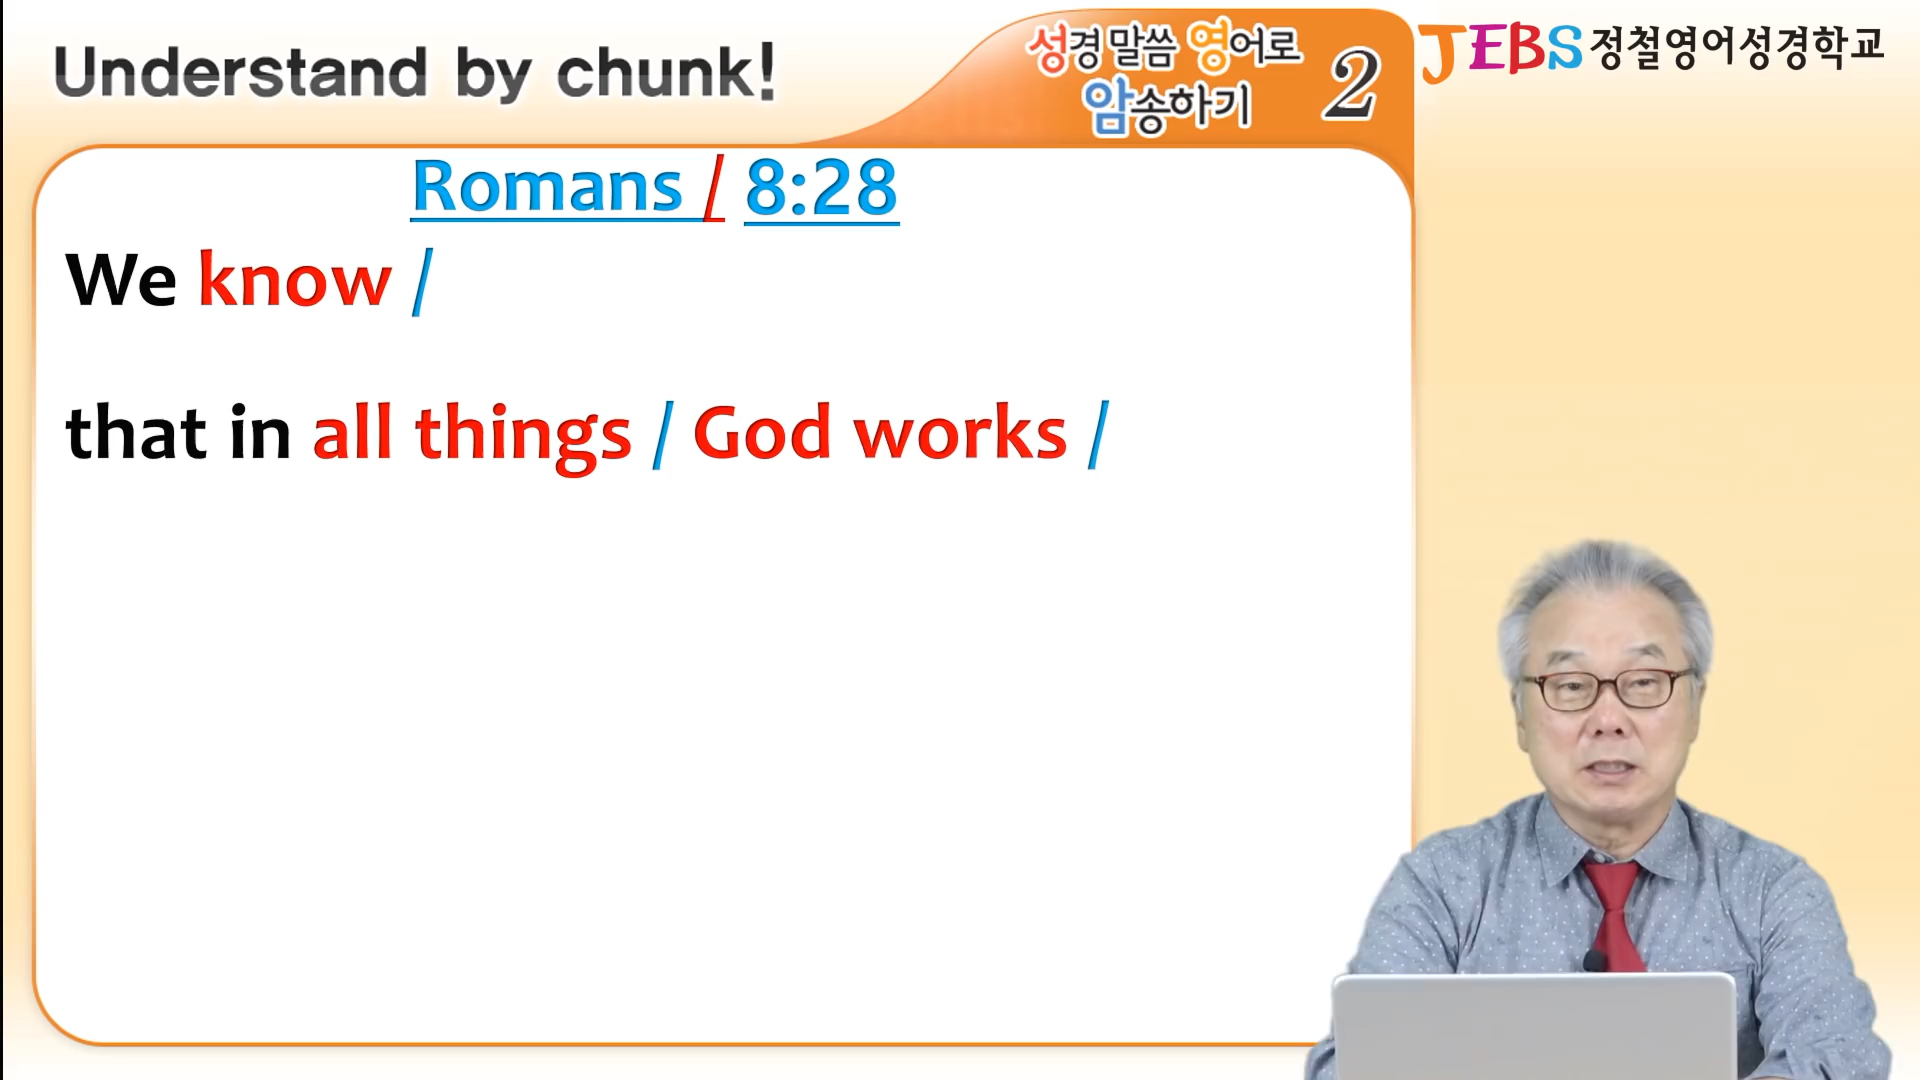 Understand by chunk!
성경말씀 영어로
암송하기 2
JEBS 정철영어성경학교
Romans / 8:28
We know /
that in all things / God works /